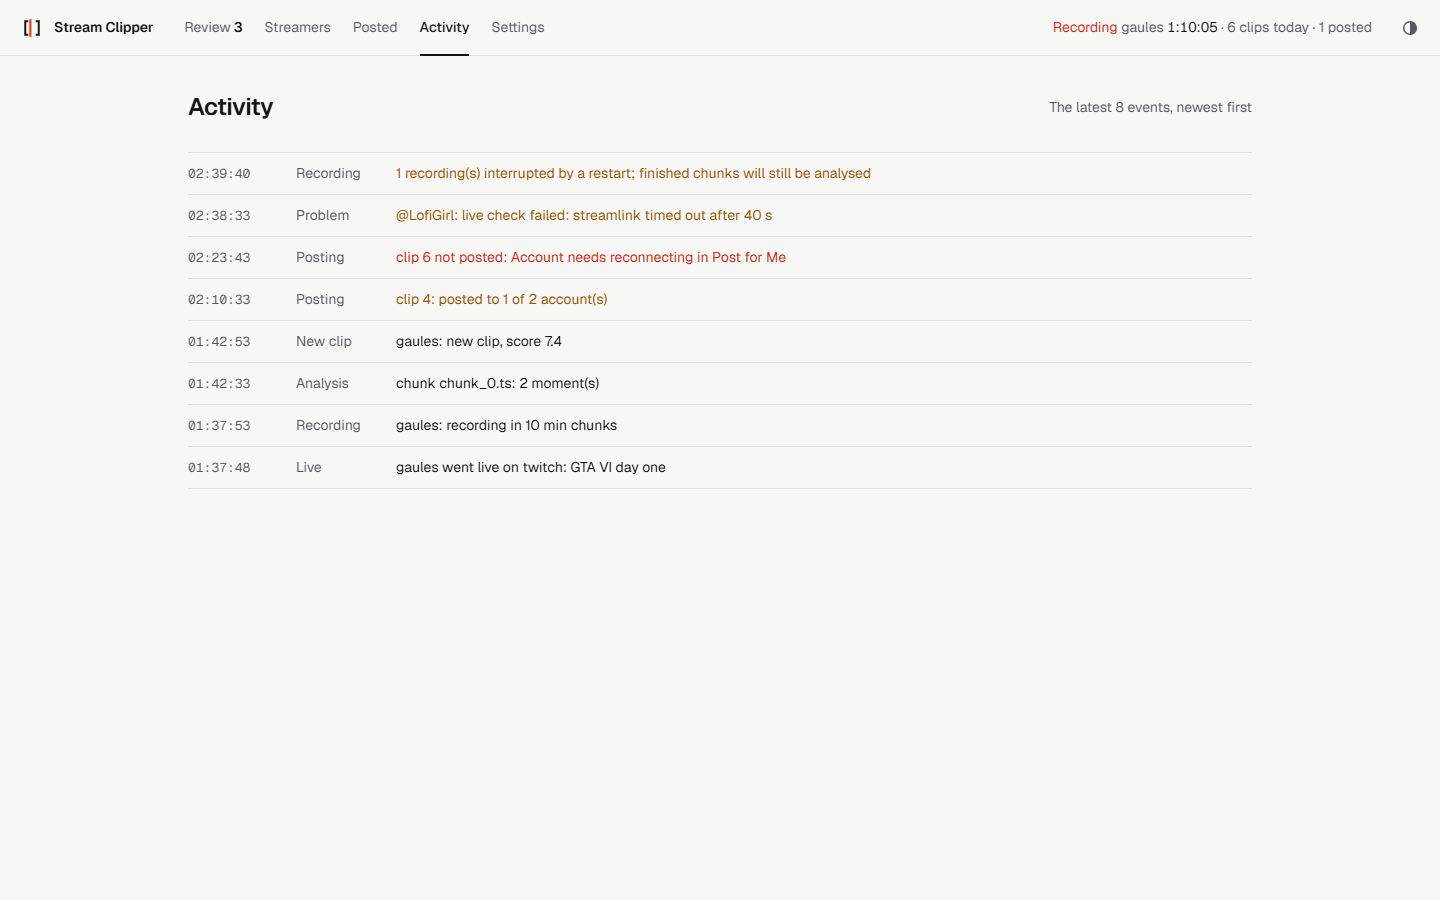 Stream Clipper Review 3 Streamers Posted Activity Settings Recording gaules 1:10:05 · 6 clips today · 1 posted
Activity The latest 8 events, newest first
02:39:40 Recording 1 recording(s) interrupted by a restart; finished chunks will still be analysed
02:38:33 Problem @LofiGirl: live check failed: streamlink timed out after 40 s
02:23:43 Posting clip 6 not posted: Account needs reconnecting in Post for Me
02:10:33 Posting clip 4: posted to 1 of 2 account(s)
01:42:53 New clip gaules: new clip, score 7.4
01:42:33 Analysis chunk chunk_0.ts: 2 moment(s)
01:37:53 Recording gaules: recording in 10 min chunks
01:37:48 Live gaules went live on twitch: GTA VI day one